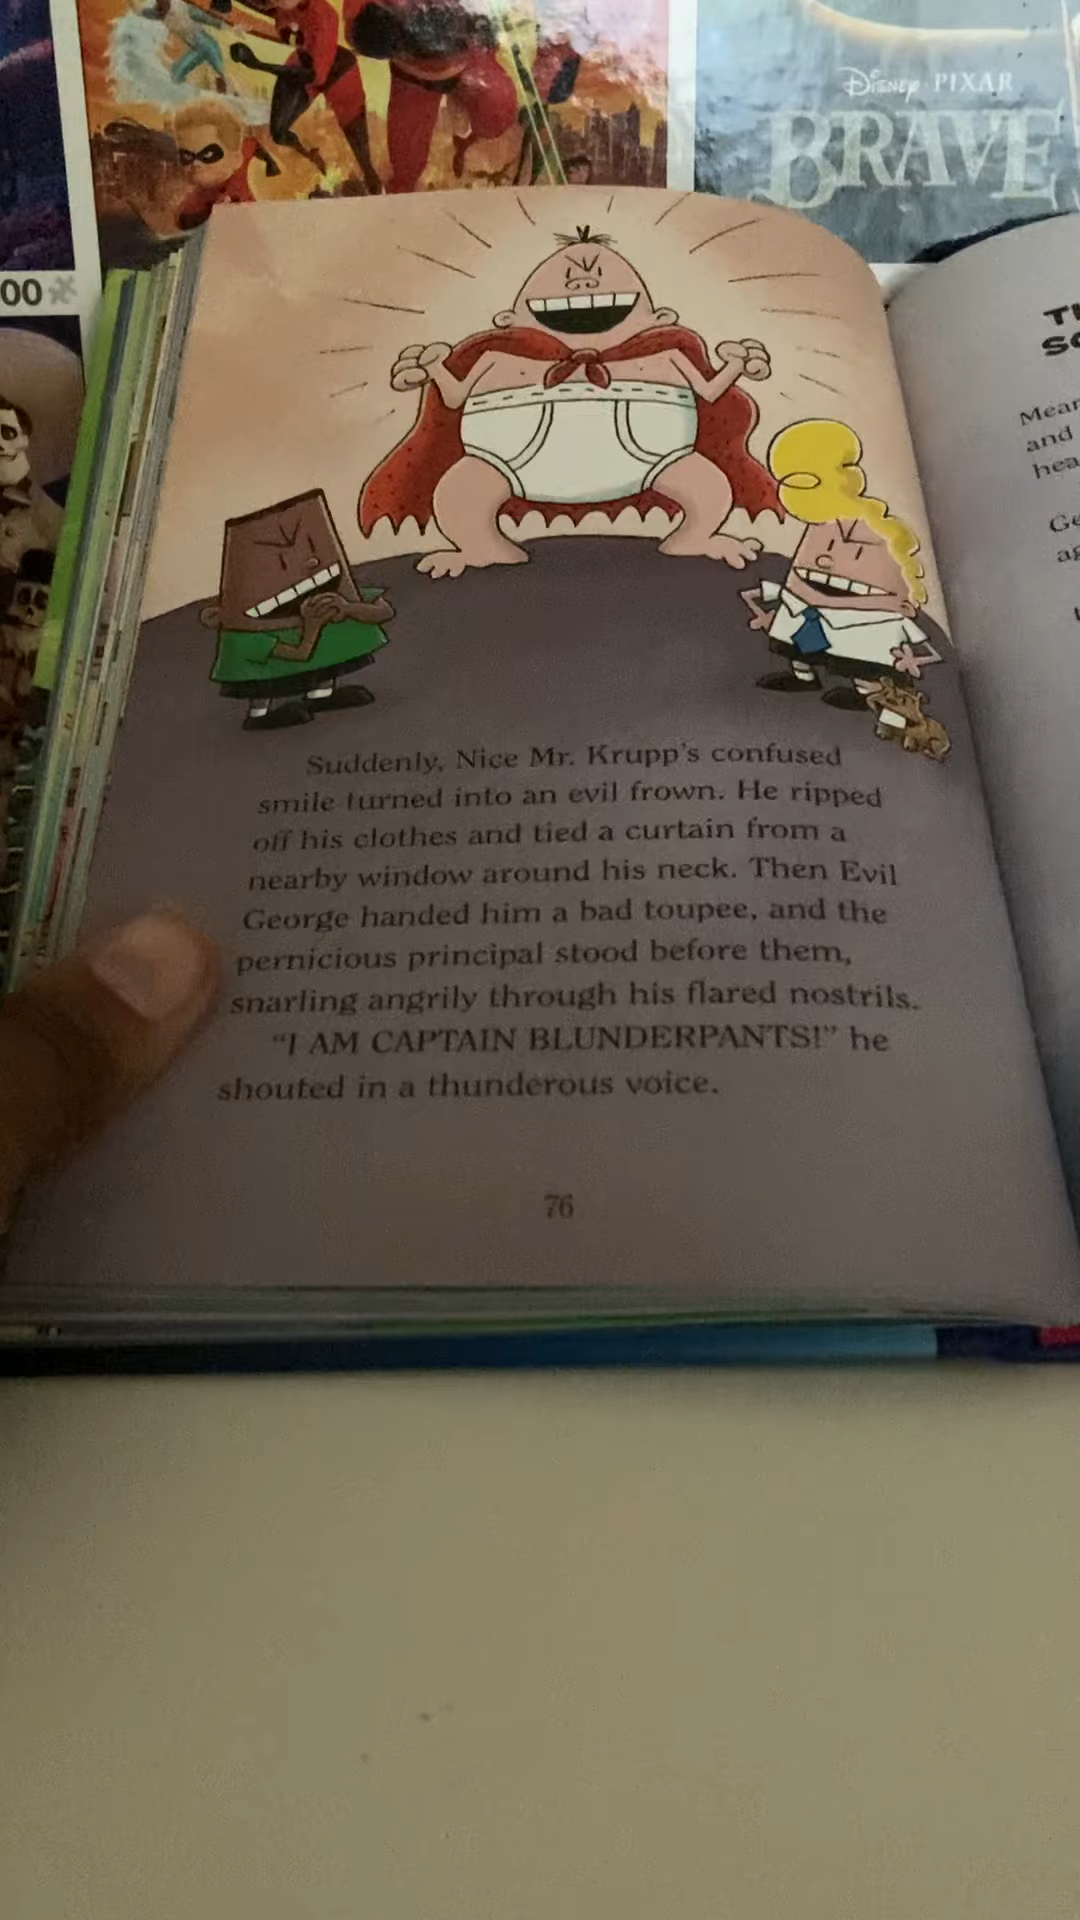 DISNEY · PIXAR
BRAVE
00
Suddenly, Nice Mr. Krupp's confused
smile turned into an evil frown. He ripped
off his clothes and tied a curtain from a
nearby window around his neck. Then Evil
George handed him a bad toupee, and the
pernicious principal stood before them,
snarling angrily through his flared nostrils.
"I AM CAPTAIN BLUNDERPANTS!" he
shouted in a thunderous voice.
76
and